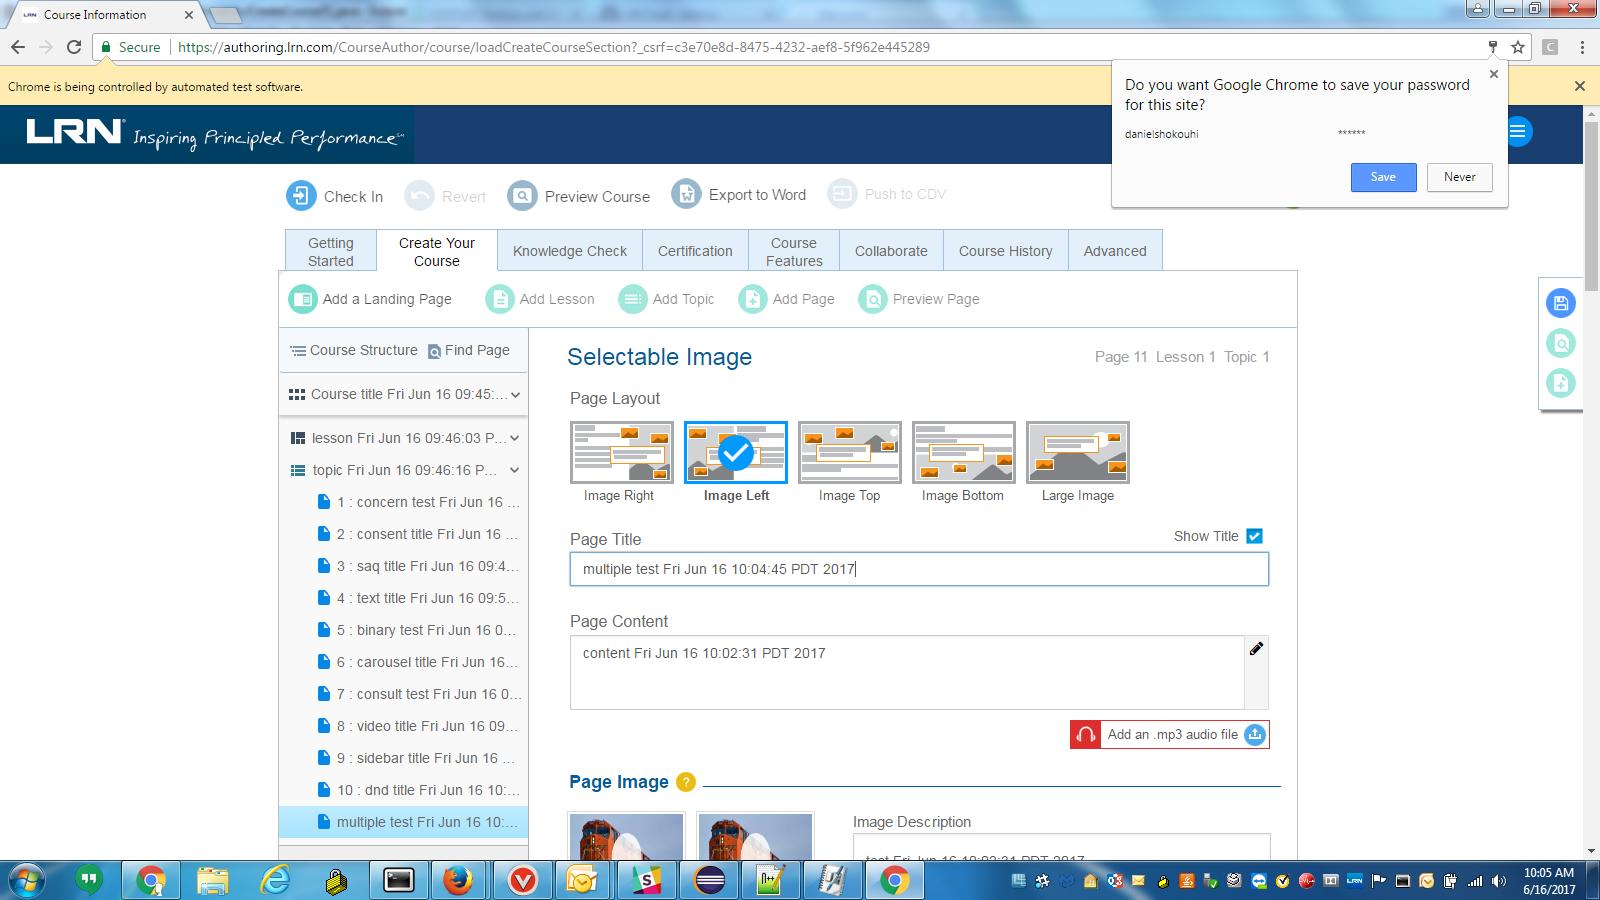 Course Information
Secure https://authoring.lrn.com/CourseAuthor/course/loadCreateCourseSection?_csrf=c3e70e8d-8475-4232-aef8-5f962e445289
Chrome is being controlled by automated test software.
Do you want Google Chrome to save your password
for this site?
danielshokouhi ******
Save Never
LRN Inspiring Principled Performance
Check In Revert Preview Course Export to Word Push to CDV
Getting Started
Create Your Course
Knowledge Check
Certification
Course Features
Collaborate
Course History
Advanced
Add a Landing Page Add Lesson Add Topic Add Page Preview Page
Course Structure Find Page
Course title Fri Jun 16 09:45:...
lesson Fri Jun 16 09:46:03 P...
topic Fri Jun 16 09:46:16 P...
1 : concern test Fri Jun 16 ...
2 : consent title Fri Jun 16 ...
3 : saq title Fri Jun 16 09:4...
4 : text title Fri Jun 16 09:5...
5 : binary test Fri Jun 16 0...
6 : carousel title Fri Jun 16...
7 : consult test Fri Jun 16 0...
8 : video title Fri Jun 16 09...
9 : sidebar title Fri Jun 16 ...
10 : dnd title Fri Jun 16 10:...
multiple test Fri Jun 16 10:...
Selectable Image
Page 11 Lesson 1 Topic 1
Page Layout
Image Right Image Left Image Top Image Bottom Large Image
Page Title
Show Title
multiple test Fri Jun 16 10:04:45 PDT 2017
Page Content
content Fri Jun 16 10:02:31 PDT 2017
Add an .mp3 audio file
Page Image ?
Image Description
10:05 AM
6/16/2017